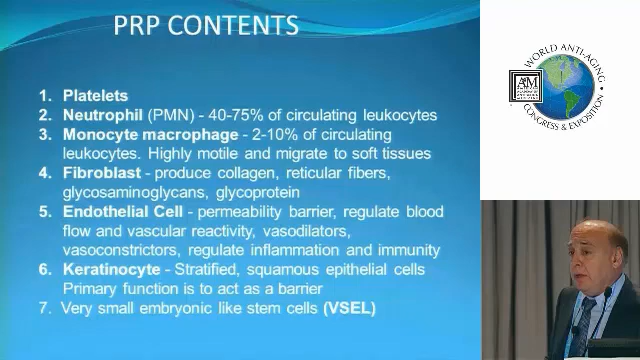 PRP CONTENTS
1. Platelets
2. Neutrophil (PMN) - 40-75% of circulating leukocytes
3. Monocyte macrophage - 2-10% of circulating
leukocytes. Highly motile and migrate to soft tissues
4. Fibroblast - produce collagen, reticular fibers,
glycosaminoglycans, glycoprotein
5. Endothelial Cell - permeability barrier, regulate blood
flow and vascular reactivity, vasodilators,
vasoconstrictors, regulate inflammation and immunity
6. Keratinocyte - Stratified, squamous epithelial cells
Primary function is to act as a barrier
7. Very small embryonic like stem cells (VSEL)
WORLD ANTI-AGING
CONGRESS & EXPOSITION